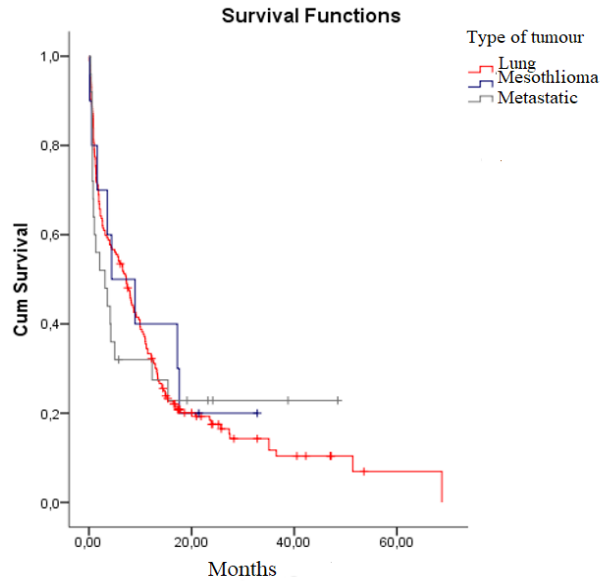 Survival Functions
Type of tumour
Lung
Mesothlioma
Metastatic
Cum Survival
1,0
0,8
0,6
0,4
0,2
0,0
0,00 20,00 40,00 60,00
Months